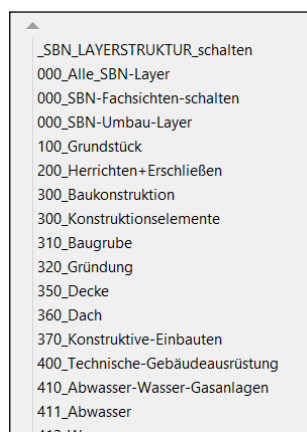 _SBN_LAYERSTRUKTUR_schalten
000_Alle_SBN-Layer
000_SBN-Fachsichten-schalten
000_SBN-Umbau-Layer
100_Grundstück
200_Herrichten+Erschließen
300_Baukonstruktion
300_Konstruktionselemente
310_Baugrube
320_Gründung
350_Decke
360_Dach
370_Konstruktive-Einbauten
400_Technische-Gebäudeausrüstung
410_Abwasser-Wasser-Gasanlagen
411_Abwasser